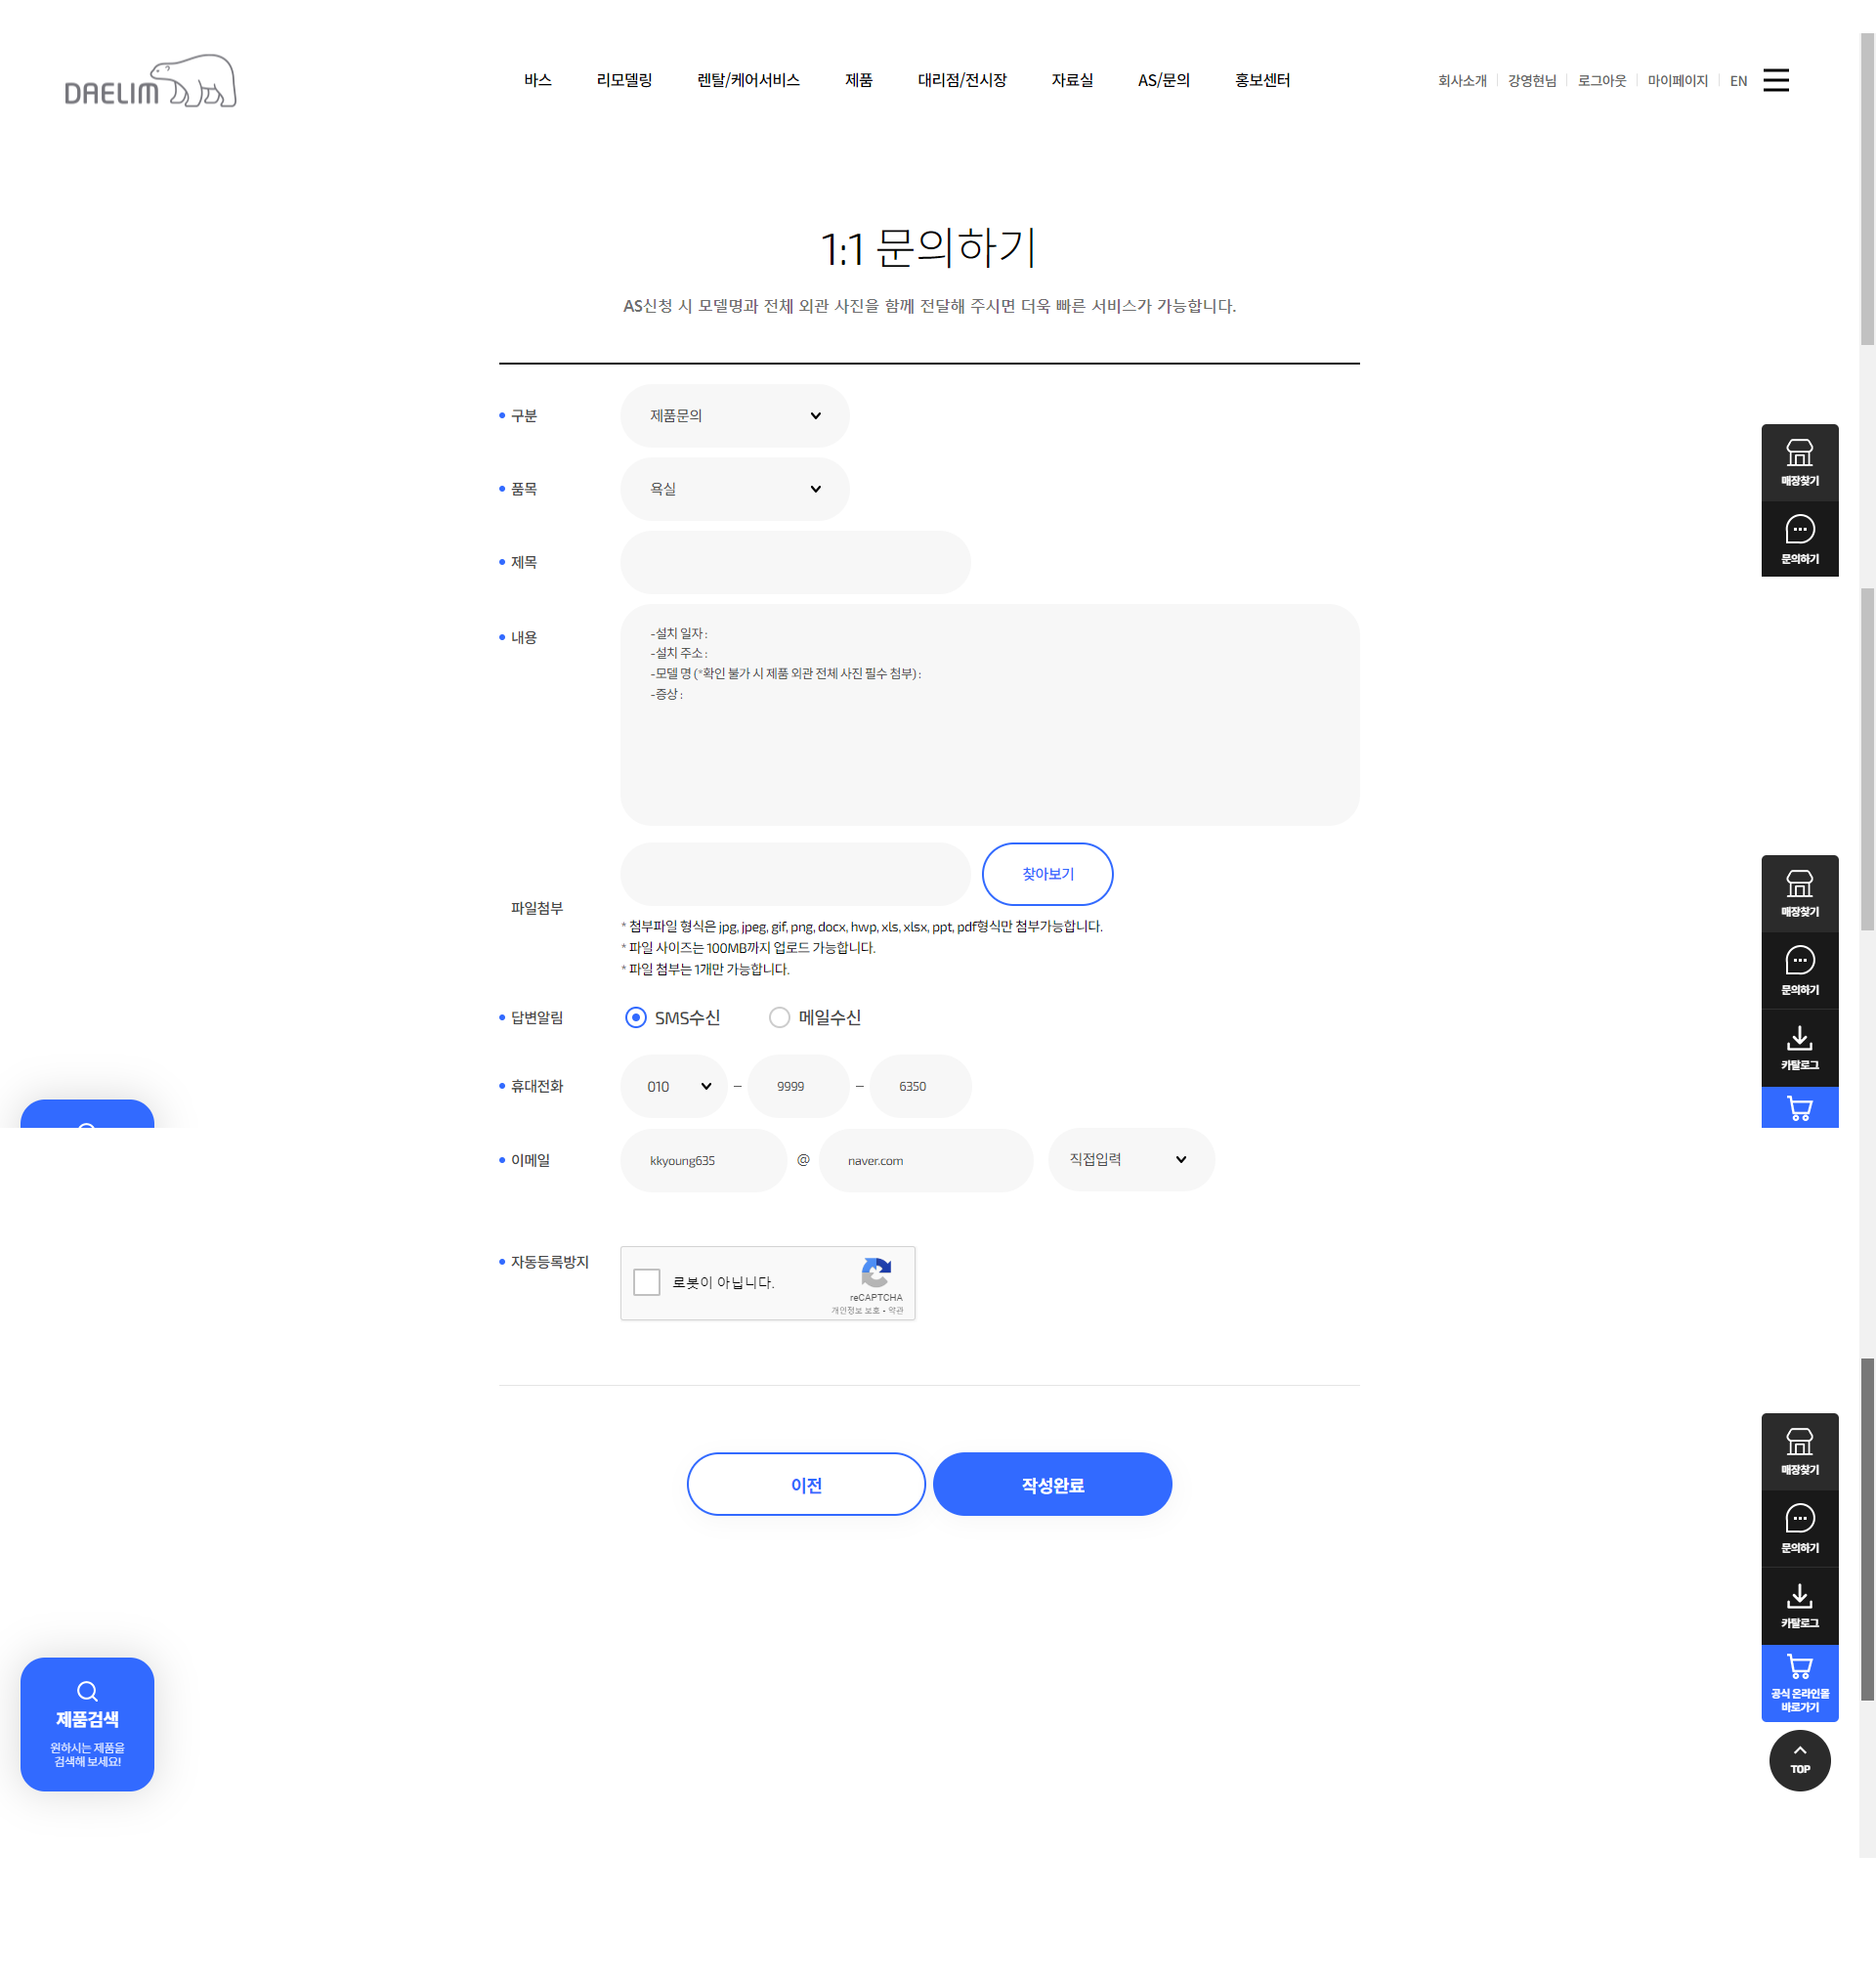 DAELIM
바스 리모델링 렌탈/케어서비스 제품 대리점/전시장 자료실 AS/문의 홍보센터
회사소개 강영현님 로그아웃 마이페이지 EN
1:1 문의하기
AS신청 시 모델명과 전체 외관 사진을 함께 전달해 주시면 더욱 빠른 서비스가 가능합니다.
구분 제품문의
매장찾기
품목 욕실
문의하기
제목
내용
-설치 일자 :
-설치 주소 :
-모델 명 (*확인 불가 시 제품 외관 전체 사진 필수 첨부) :
-증상 :
찾아보기
파일첨부
* 첨부파일 형식은 jpg, jpeg, gif, png, docx, hwp, xls, xlsx, ppt, pdf형식만 첨부가능합니다.
* 파일 사이즈는 100MB까지 업로드 가능합니다.
* 파일 첨부는 1개만 가능합니다.
매장찾기
문의하기
카탈로그
답변알림 SMS수신 메일수신
휴대전화 010 – 9999 – 6350
이메일 kkyoung635 @ naver.com 직접입력
자동등록방지 로봇이 아닙니다.
reCAPTCHA
개인정보 보호 • 약관
이전 작성완료
매장찾기
문의하기
카탈로그
공식 온라인몰
바로가기
TOP
제품검색
원하시는 제품을
검색해 보세요!